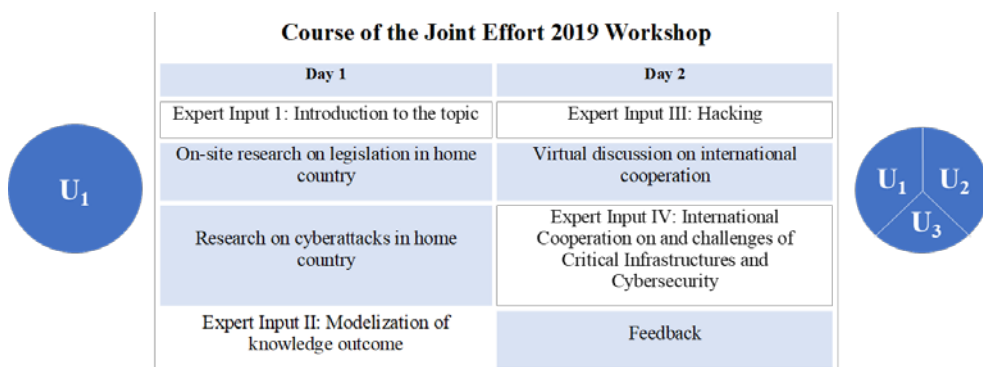 Course of the Joint Effort 2019 Workshop
Day 1
Day 2
Expert Input 1: Introduction to the topic
Expert Input III: Hacking
On-site research on legislation in home
country
Virtual discussion on international
cooperation
Research on cyberattacks in home
country
Expert Input IV: International
Cooperation on and challenges of
Critical Infrastructures and
Cybersecurity
Expert Input II: Modelization of
knowledge outcome
Feedback
U₁
U₁
U₂
U₃